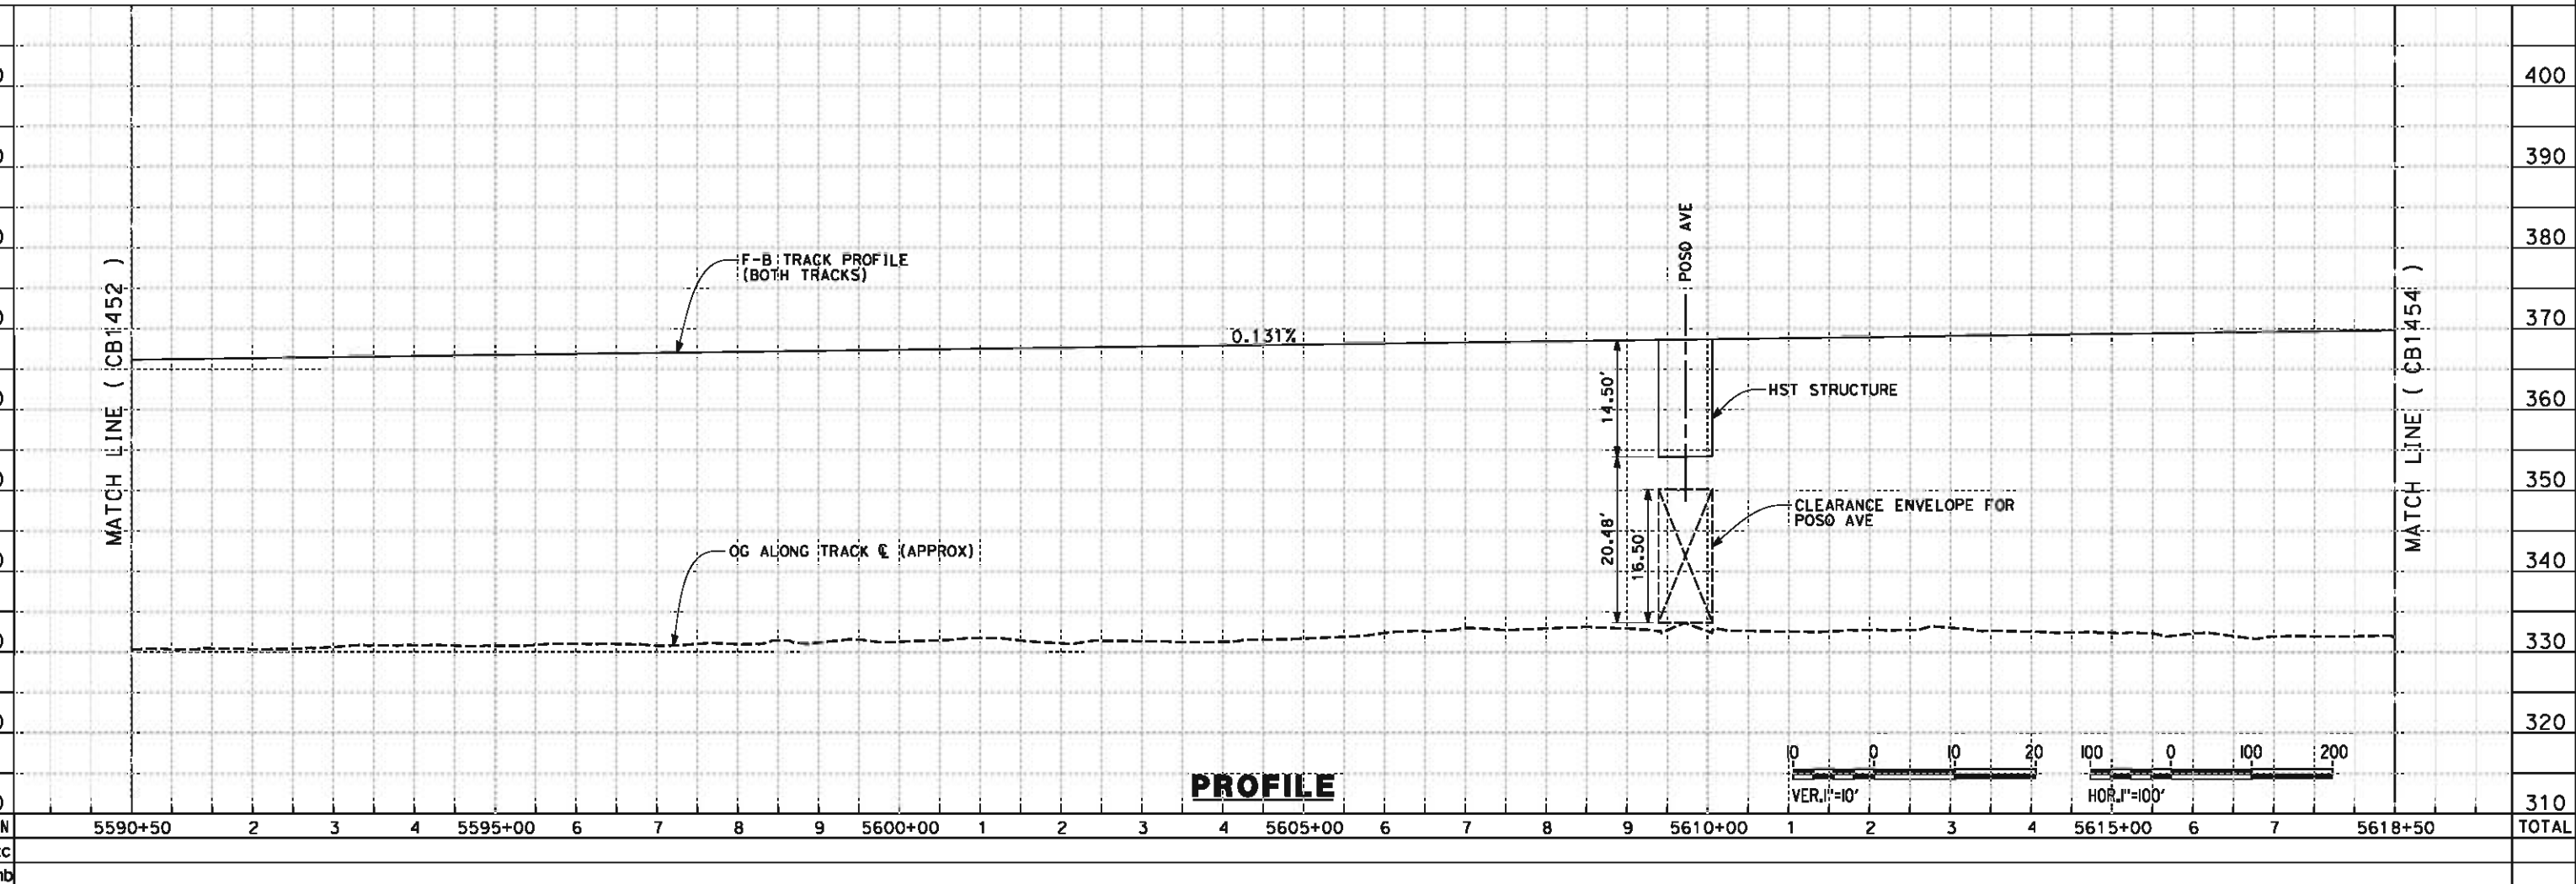 400
390
380
370
360
350
340
330
320
310
MATCH LINE ( CB1452 )
F-B TRACK PROFILE
(BOTH TRACKS)
0.131%
POSO AVE
14.50'
HST STRUCTURE
20.48'
16.50'
CLEARANCE ENVELOPE FOR
POSO AVE
OG ALONG TRACK ℄ (APPROX)
MATCH LINE ( CB1454 )
PROFILE
10 0 10 20
VER.1"=10'
100 0 100 200
HOR.1"=100'
N 5590+50 2 3 4 5595+00 6 7 8 9 5600+00 1 2 3 4 5605+00 6 7 8 9 5610+00 1 2 3 4 5615+00 6 7 5618+50 TOTAL